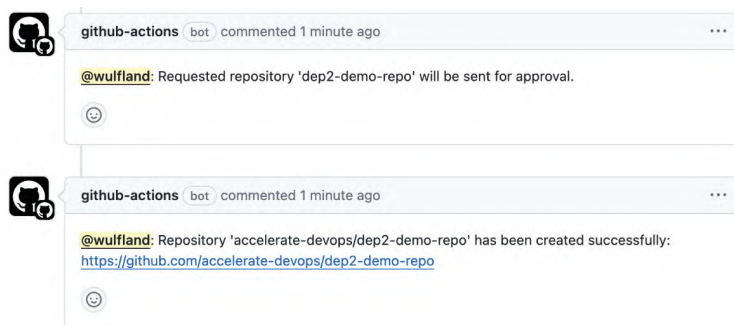 github-actions bot commented 1 minute ago ...
@wulfland: Requested repository 'dep2-demo-repo' will be sent for approval.
github-actions bot commented 1 minute ago ...
@wulfland: Repository 'accelerate-devops/dep2-demo-repo' has been created successfully:
https://github.com/accelerate-devops/dep2-demo-repo